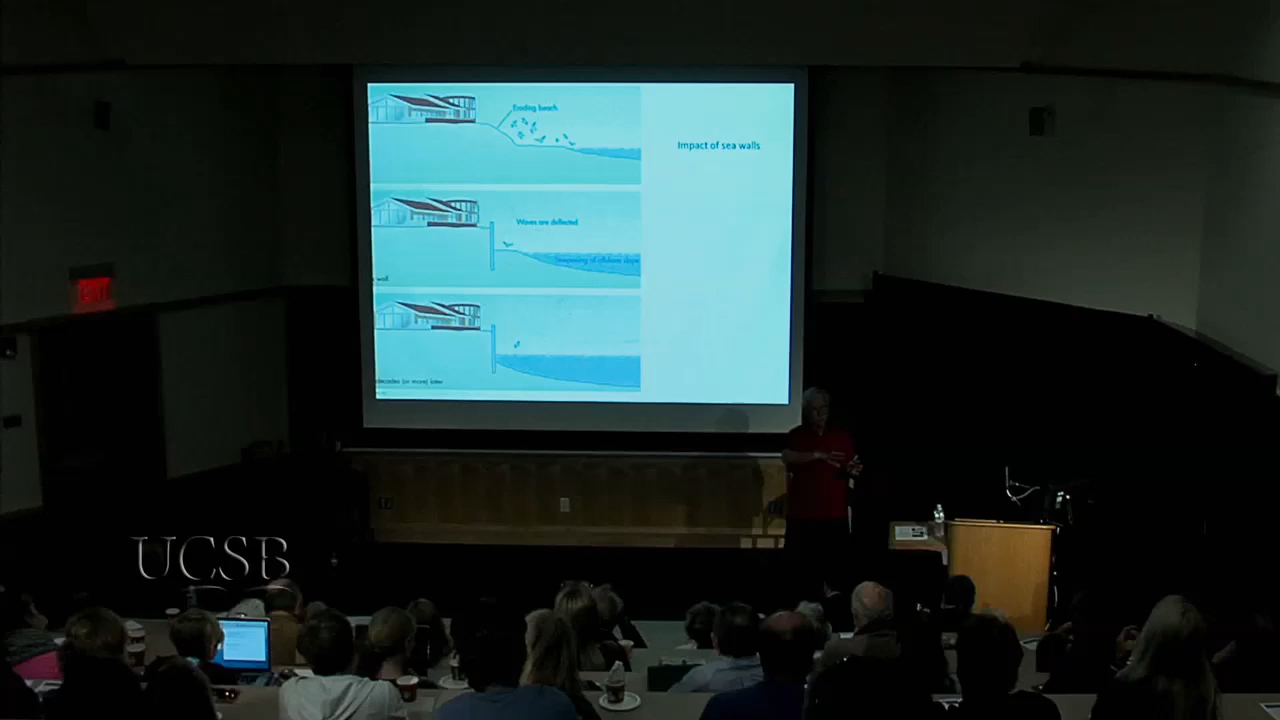 Eroding beach
Impact of sea walls
Waves are deflected
Steepening of offshore slope
wall.
decades (or more) later
EXIT
UCSB